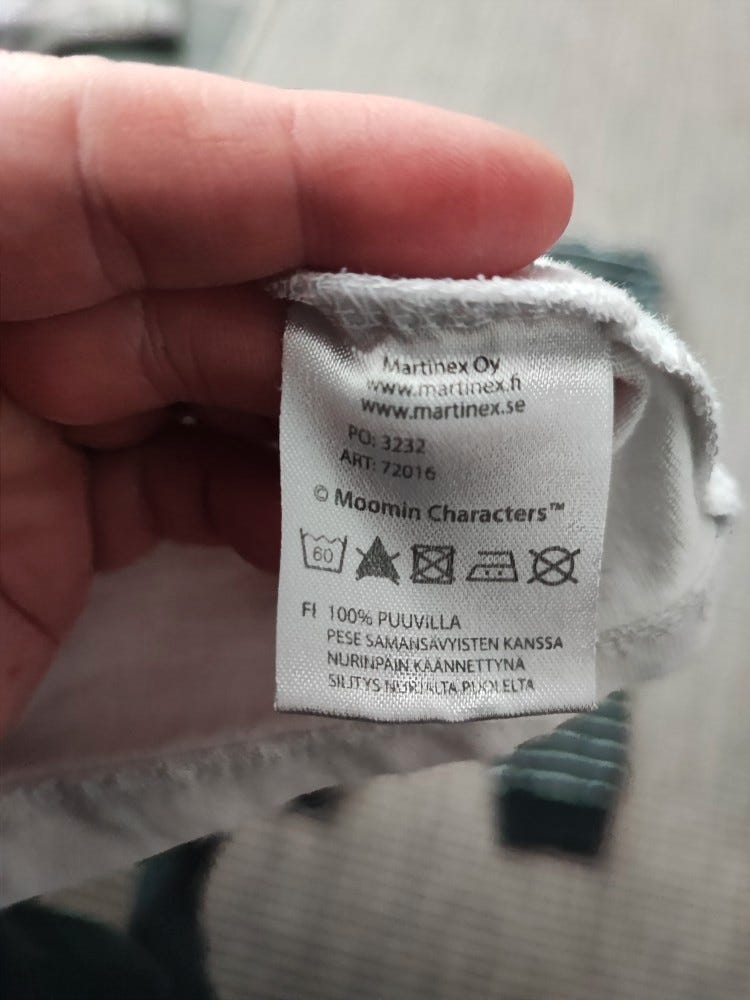 Martinex Oy
www.martinex.fi
www.martinex.se
PO: 3232
ART: 72016
© Moomin Characters™
60
FI 100% PUUVILLA
PESE SAMANSÄVYISTEN KANSSA
NURINPÄIN KÄÄNNETTYNÄ
SILITYS NURJALTA PUOLELTA